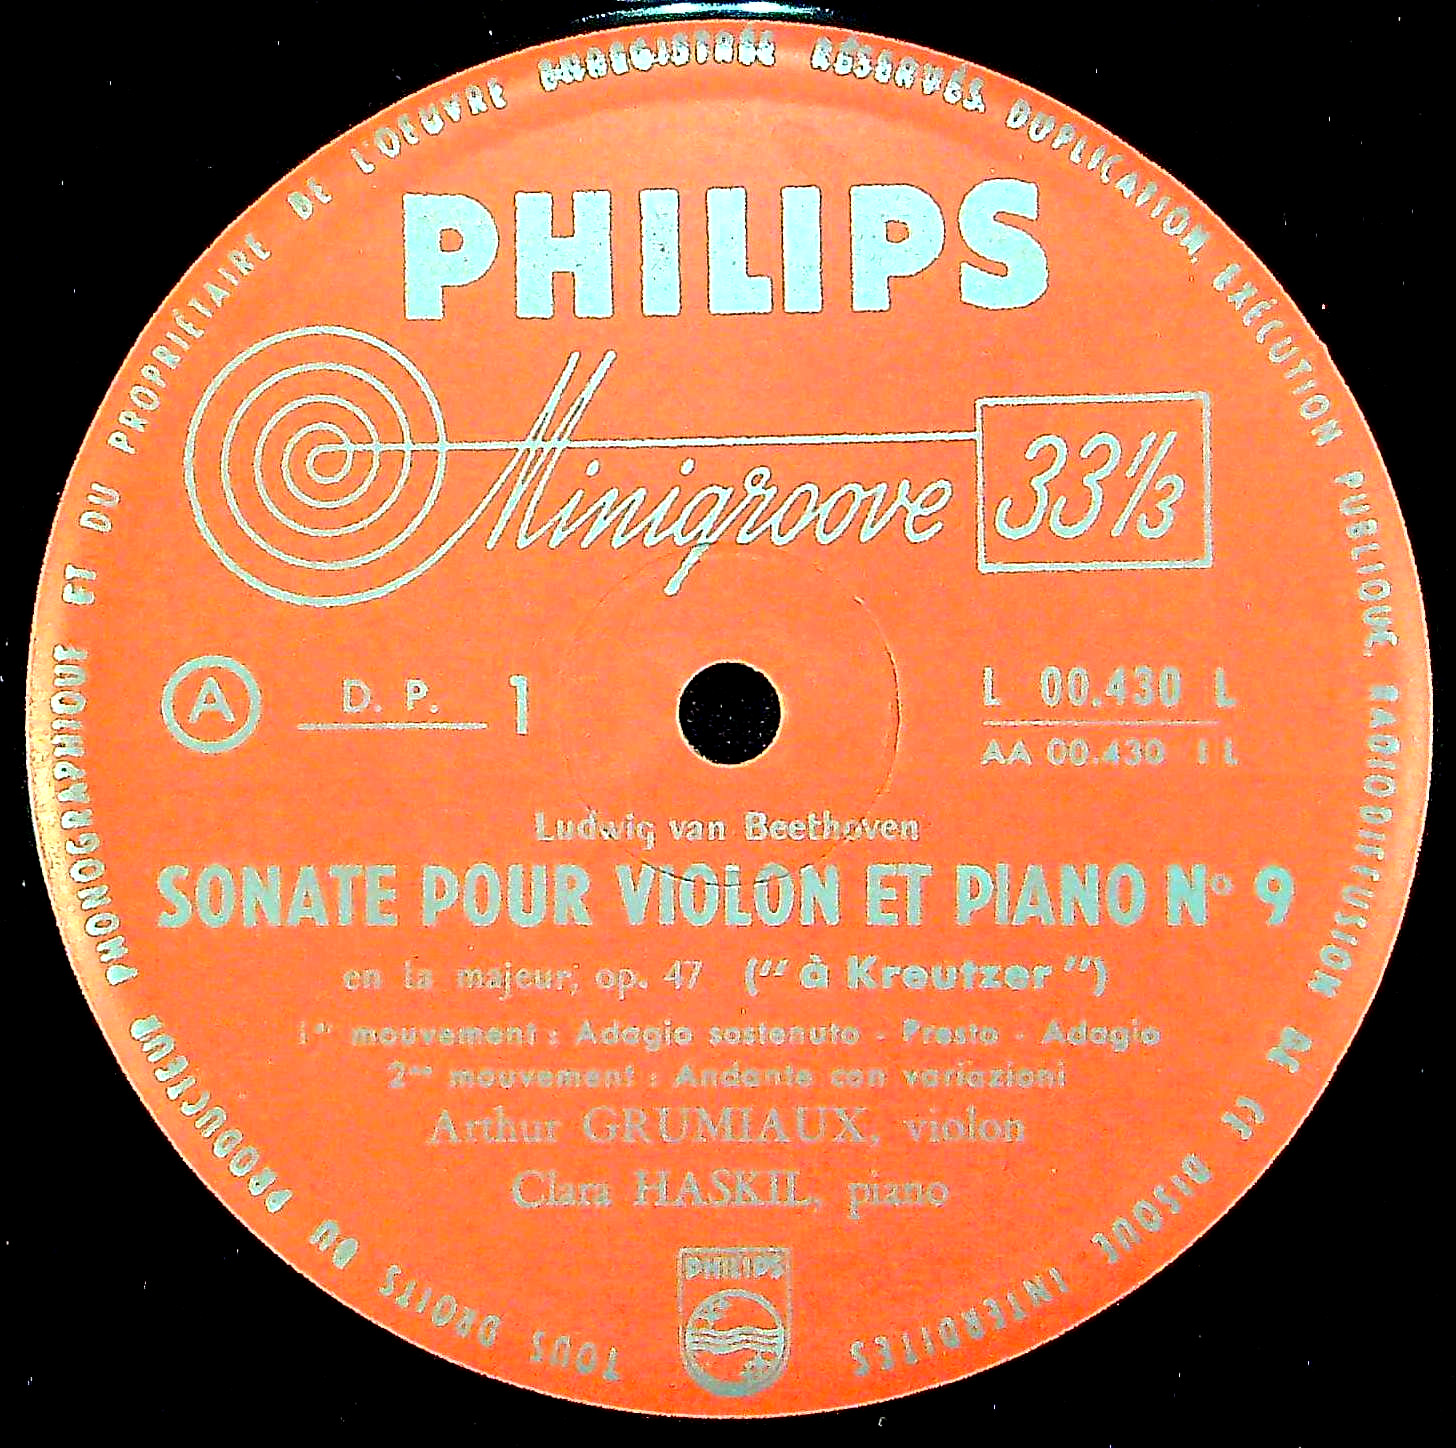 TOUS DROITS DU PRODUCTEUR PHONOGRAPHIQUE ET DU PROPRIÉTAIRE DE L'OEUVRE ENREGISTRÉE RÉSERVÉS. DUPLICATION, EXÉCUTION PUBLIQUE, RADIODIFFUSION DE CE DISQUE INTERDITES
PHILIPS
Minigroove 33 1/3
A D. P. 1
L 00.430 L
AA 00.430 1 L
Ludwig van Beethoven
SONATE POUR VIOLON ET PIANO No 9
en la majeur, op. 47 ("à Kreutzer")
1er mouvement : Adagio sostenuto - Presto - Adagio
2me mouvement : Andante con variazioni
Arthur GRUMIAUX, violon
Clara HASKIL, piano
PHILIPS